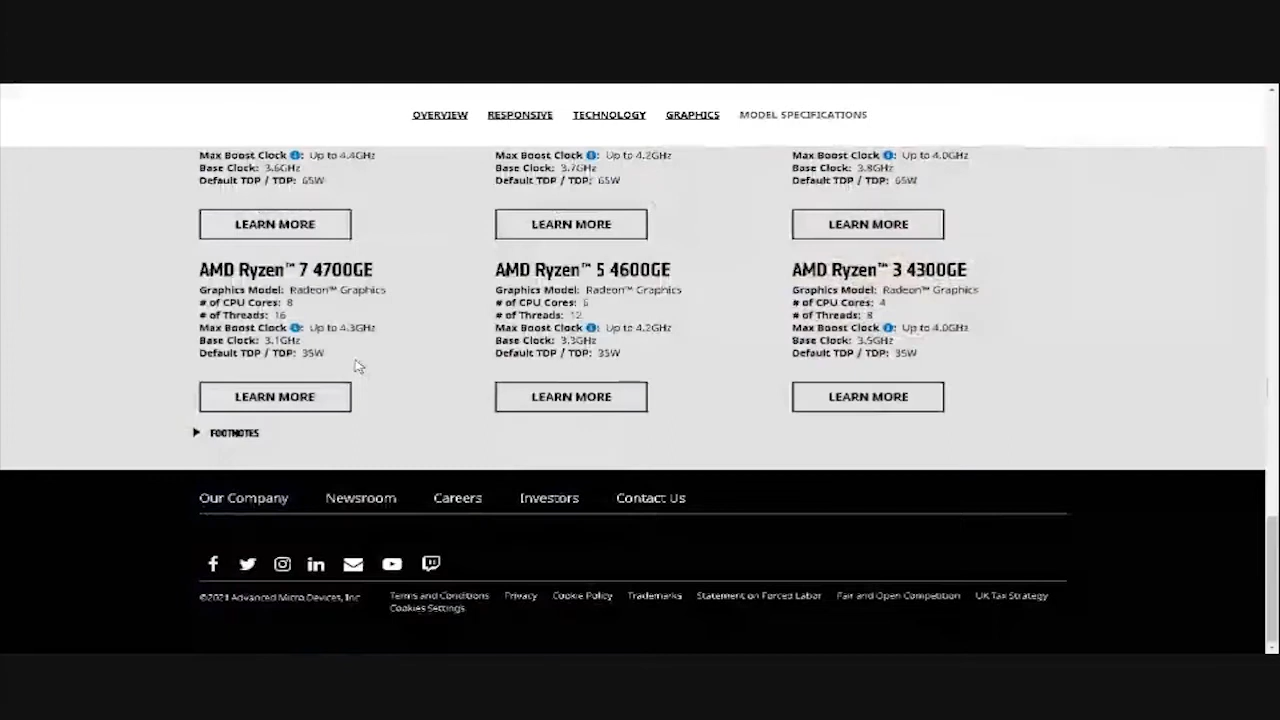 OVERVIEW RESPONSIVE TECHNOLOGY GRAPHICS MODEL SPECIFICATIONS
Max Boost Clock : Up to 4.4GHz
Base Clock: 3.6GHz
Default TDP / TDP: 65W
Max Boost Clock : Up to 4.2GHz
Base Clock: 3.7GHz
Default TDP / TDP: 65W
Max Boost Clock : Up to 4.0GHz
Base Clock: 3.8GHz
Default TDP / TDP: 65W
LEARN MORE
LEARN MORE
LEARN MORE
AMD Ryzen™ 7 4700GE
Graphics Model: Radeon™ Graphics
# of CPU Cores: 8
# of Threads: 16
Max Boost Clock : Up to 4.3GHz
Base Clock: 3.1GHz
Default TDP / TDP: 35W
LEARN MORE
AMD Ryzen™ 5 4600GE
Graphics Model: Radeon™ Graphics
# of CPU Cores: 6
# of Threads: 12
Max Boost Clock : Up to 4.2GHz
Base Clock: 3.3GHz
Default TDP / TDP: 35W
LEARN MORE
AMD Ryzen™ 3 4300GE
Graphics Model: Radeon™ Graphics
# of CPU Cores: 4
# of Threads: 8
Max Boost Clock : Up to 4.0GHz
Base Clock: 3.5GHz
Default TDP / TDP: 35W
LEARN MORE
FOOTNOTES
Our Company Newsroom Careers Investors Contact Us
©2021 Advanced Micro Devices, Inc
Terms and Conditions Privacy Cookie Policy Trademarks Statement on Forced Labor Fair and Open Competition UK Tax Strategy
Cookies Settings